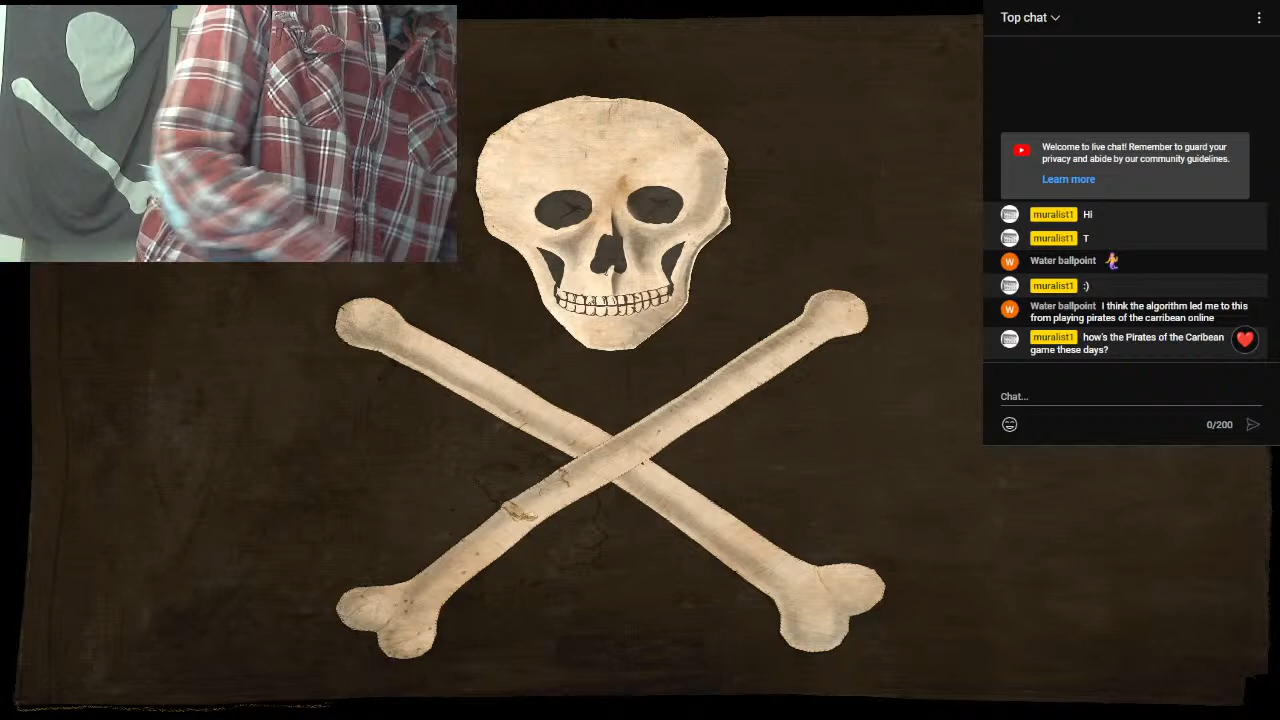 Top chat
Welcome to live chat! Remember to guard your
privacy and abide by our community guidelines.
Learn more
muralist1 Hi
muralist1 T
W Water ballpoint
muralist1 :)
W Water ballpoint I think the algorithm led me to this
from playing pirates of the carribean online
muralist1 how's the Pirates of the Caribean
game these days?
Chat...
0/200